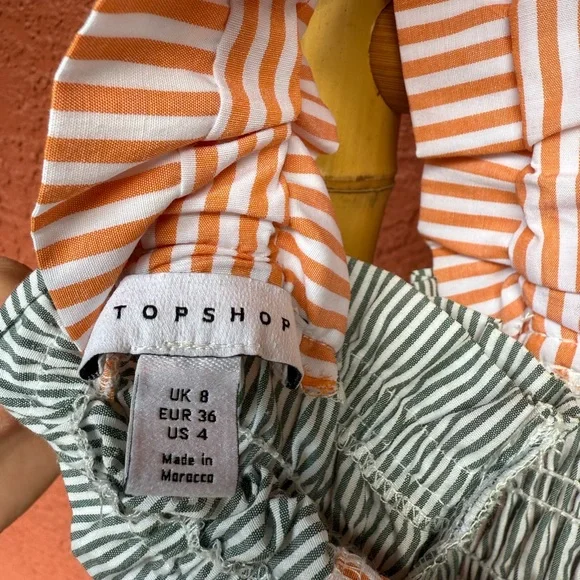 TOPSHOP
UK 8
EUR 36
US 4
Made in
Morocco